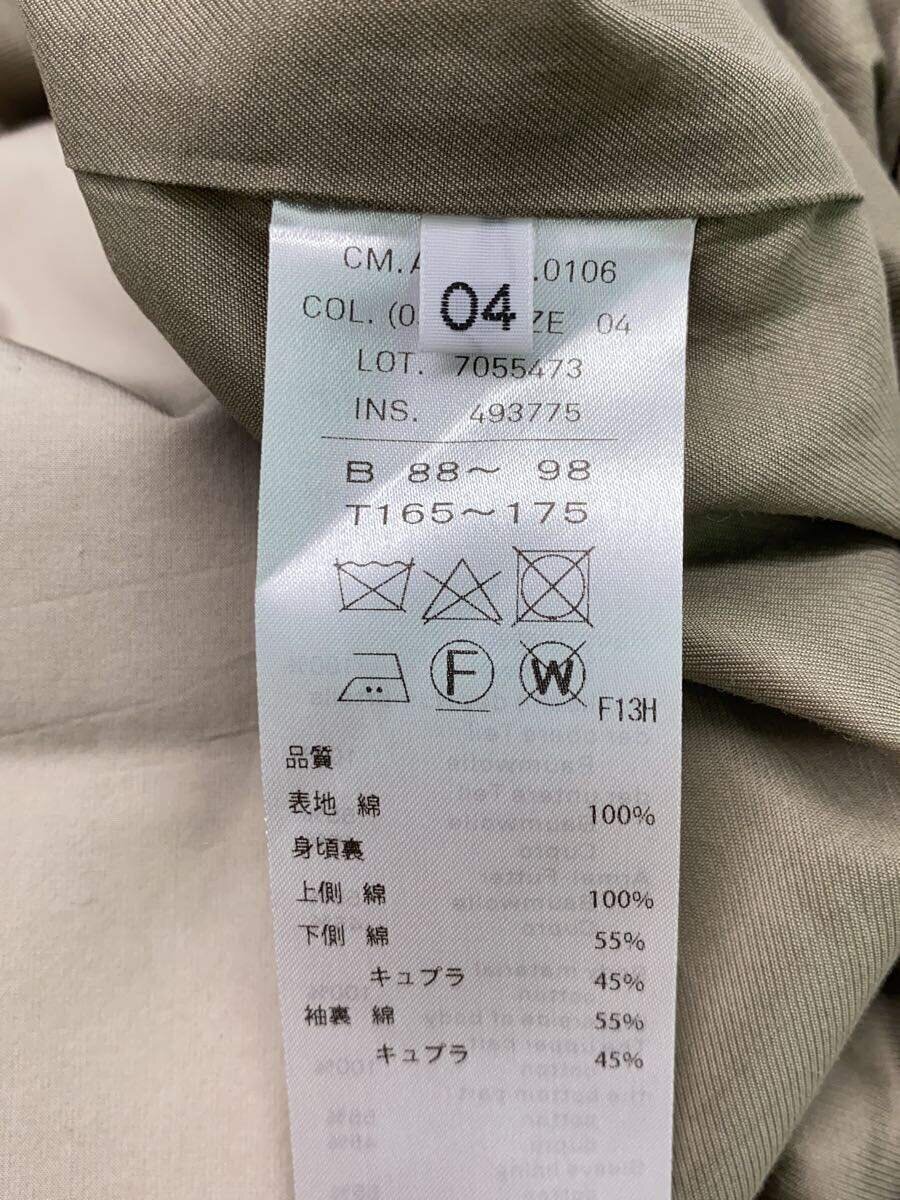 CM.A .0106
COL. (0 ZE 04
04
LOT. 7055473
INS. 493775
B 88～ 98
T165～175
F W F13H
品質
表地 綿 100%
身頃裏
上側 綿 100%
下側 綿 55%
キュプラ 45%
袖裏 綿 55%
キュプラ 45%